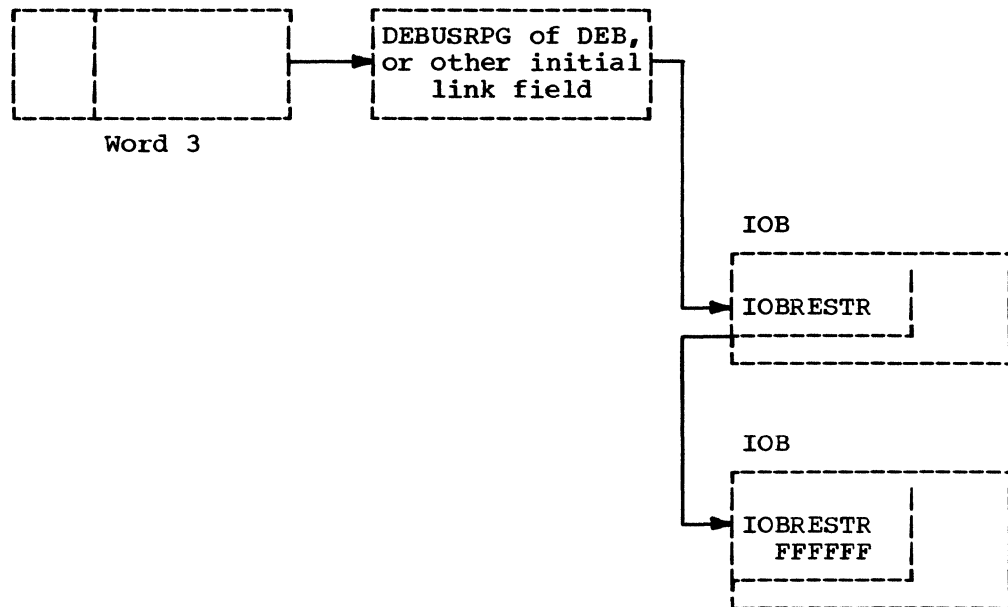 DEBUSRPG of DEB,
or other initial
link field
Word 3
IOB
IOBRESTR
IOB
IOBRESTR
FFFFFF